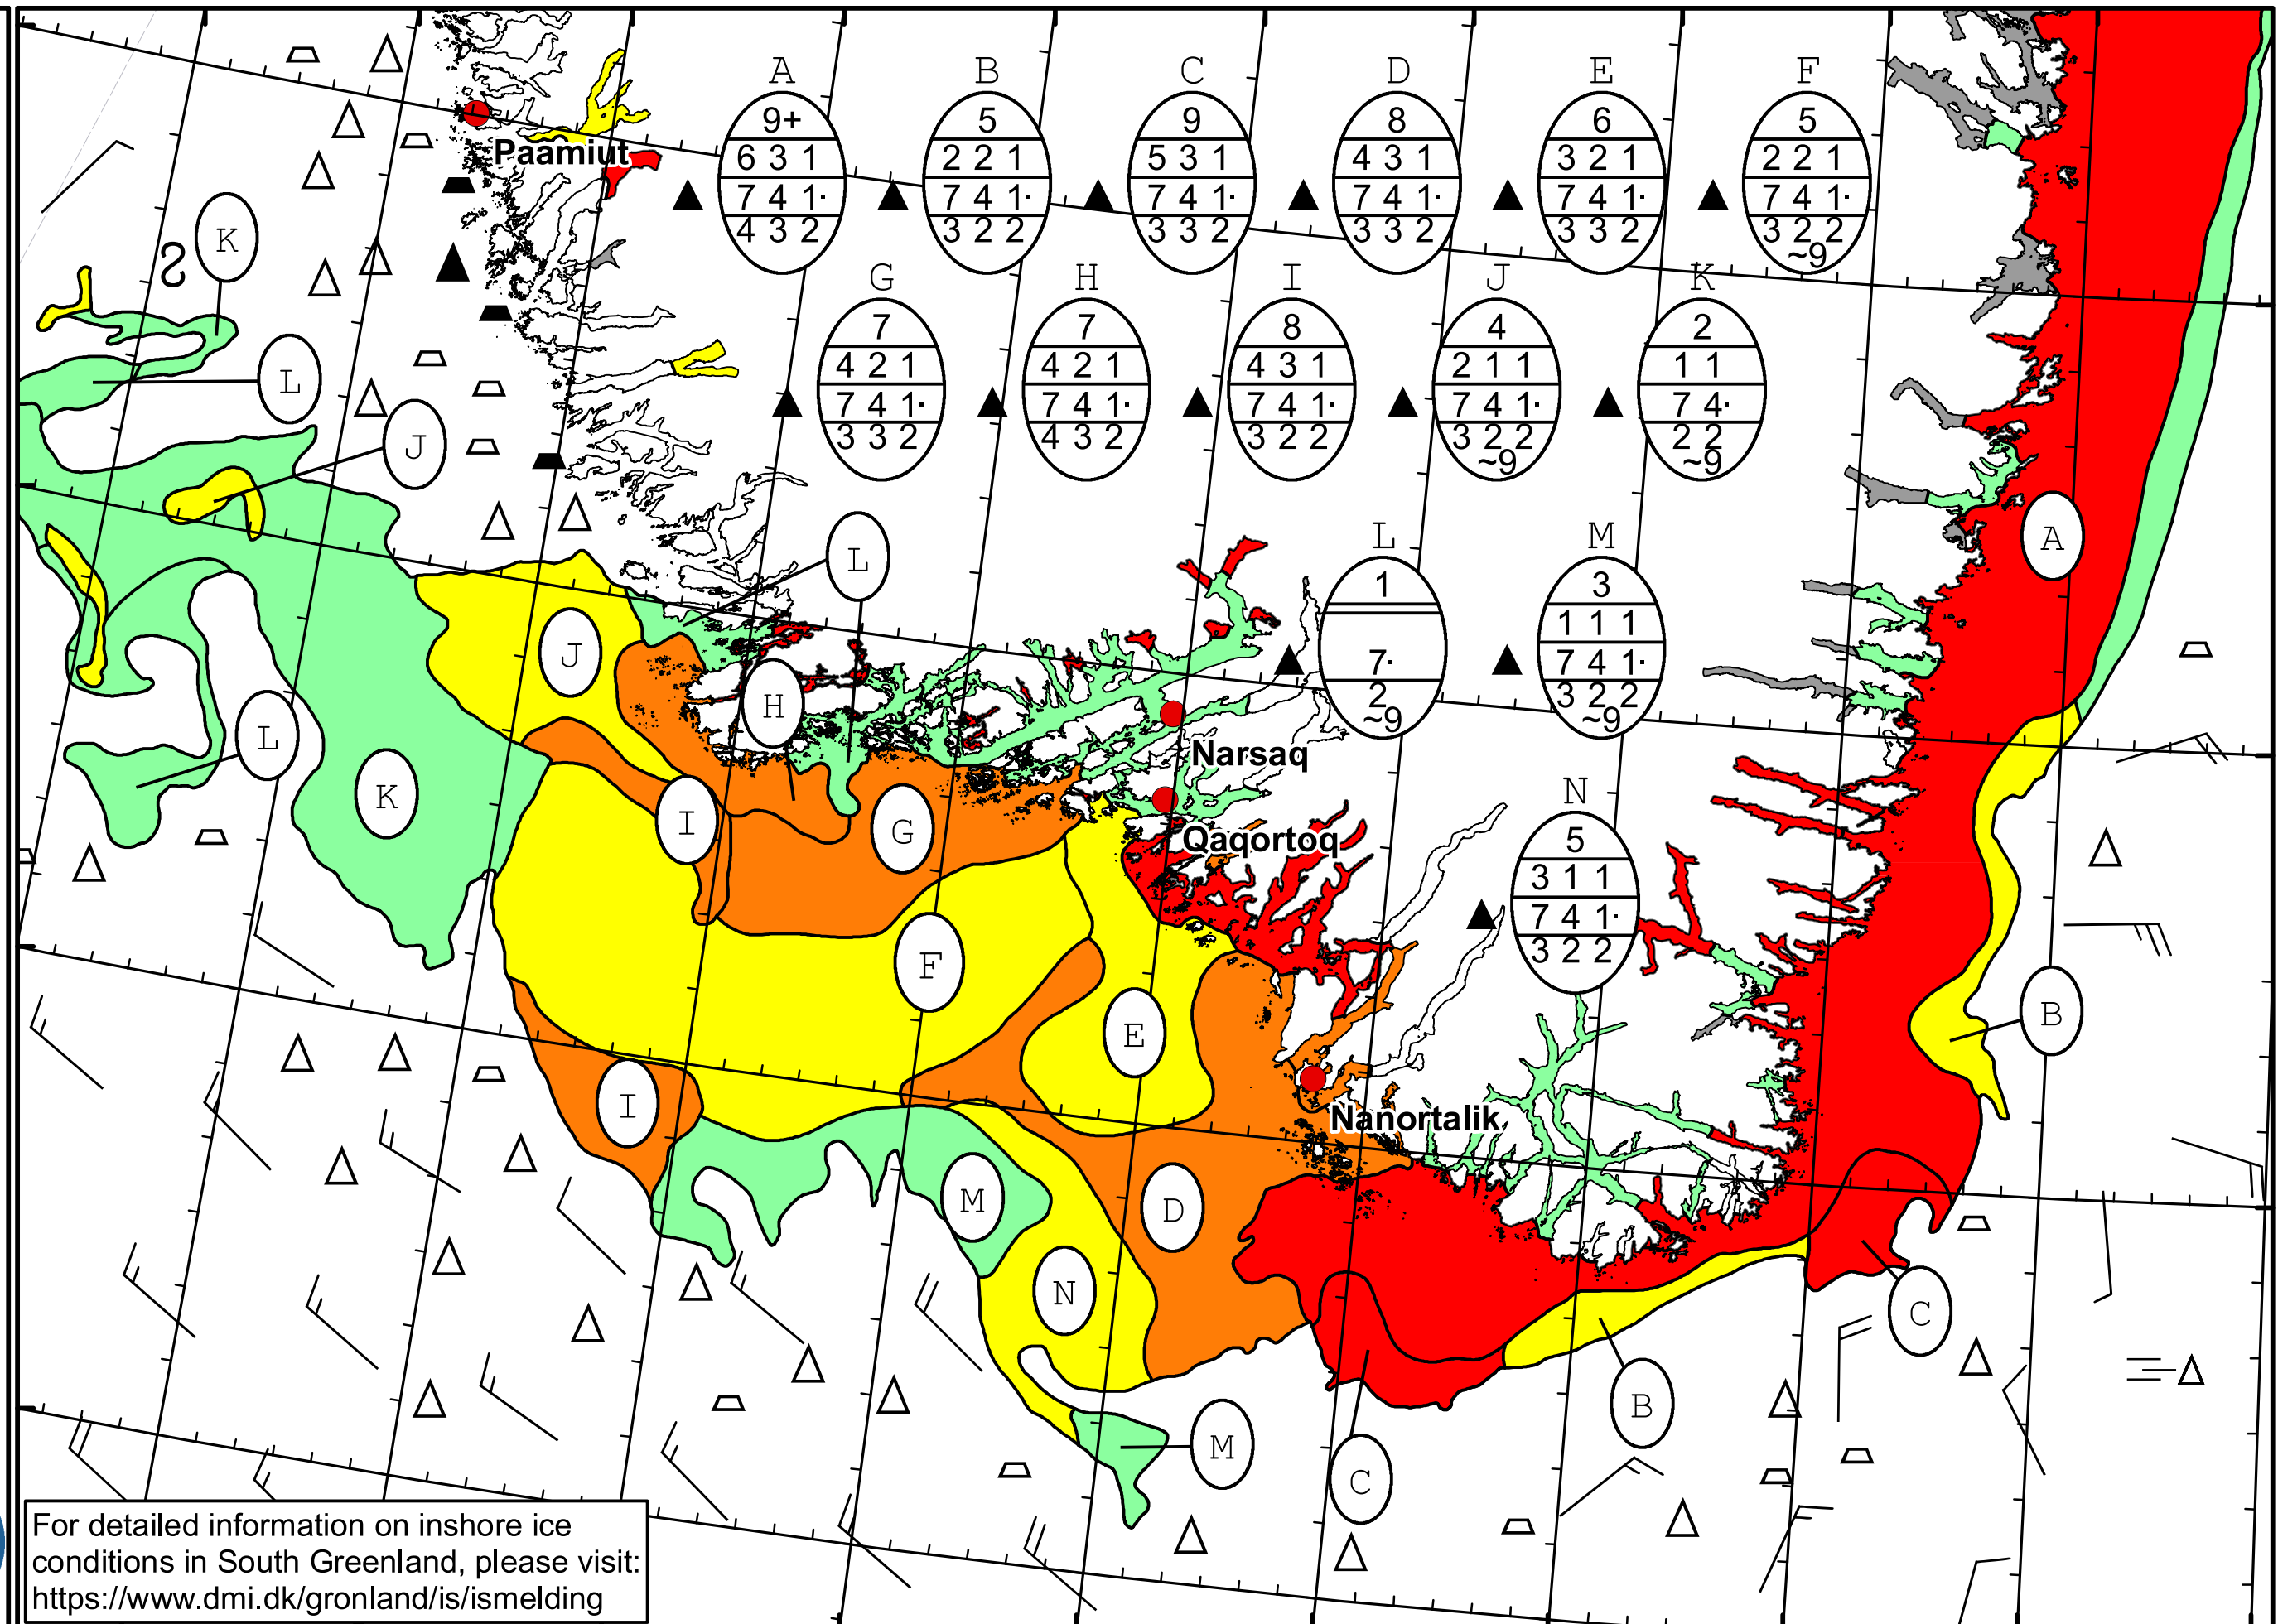 A B C D E F
9+ 5 9 8 6 5
6 3 1 2 2 1 5 3 1 4 3 1 3 2 1 2 2 1
7 4 1· 7 4 1· 7 4 1· 7 4 1· 7 4 1· 7 4 1·
4 3 2 3 2 2 3 3 2 3 3 2 3 3 2 3 2 2
~9
Paamiut
K
G H I J K
7 7 8 4 2
4 2 1 4 2 1 4 3 1 2 1 1 1 1
7 4 1· 7 4 1· 7 4 1· 7 4 1· 7 4·
3 3 2 4 3 2 3 2 2 3 2 2 2 2
~9 ~9
L
J
L
A
L M
1 3
1 1 1
7· 7 4 1·
2 3 2 2
~9 ~9
J
H
L
Narsaq
K
I
G
Qaqortoq
N
5
3 1 1
7 4 1·
3 2 2
F
E
B
I
Nanortalik
M
D
N
C
B
M
C
For detailed information on inshore ice
conditions in South Greenland, please visit:
https://www.dmi.dk/gronland/is/ismelding